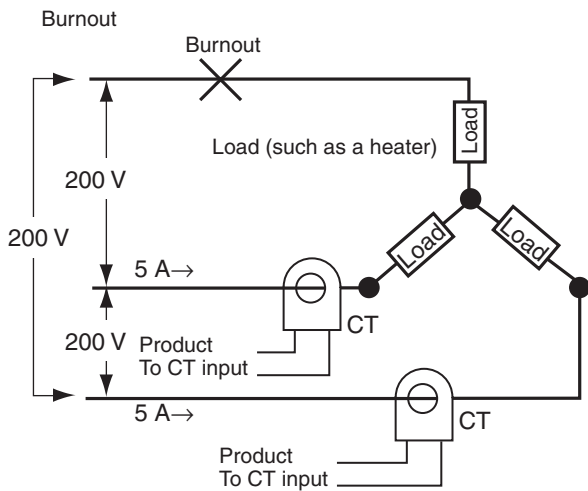 Burnout
Burnout
Load
Load (such as a heater)
200 V
200 V
Load
Load
5 A→
CT
200 V
Product
To CT input
5 A→
CT
Product
To CT input